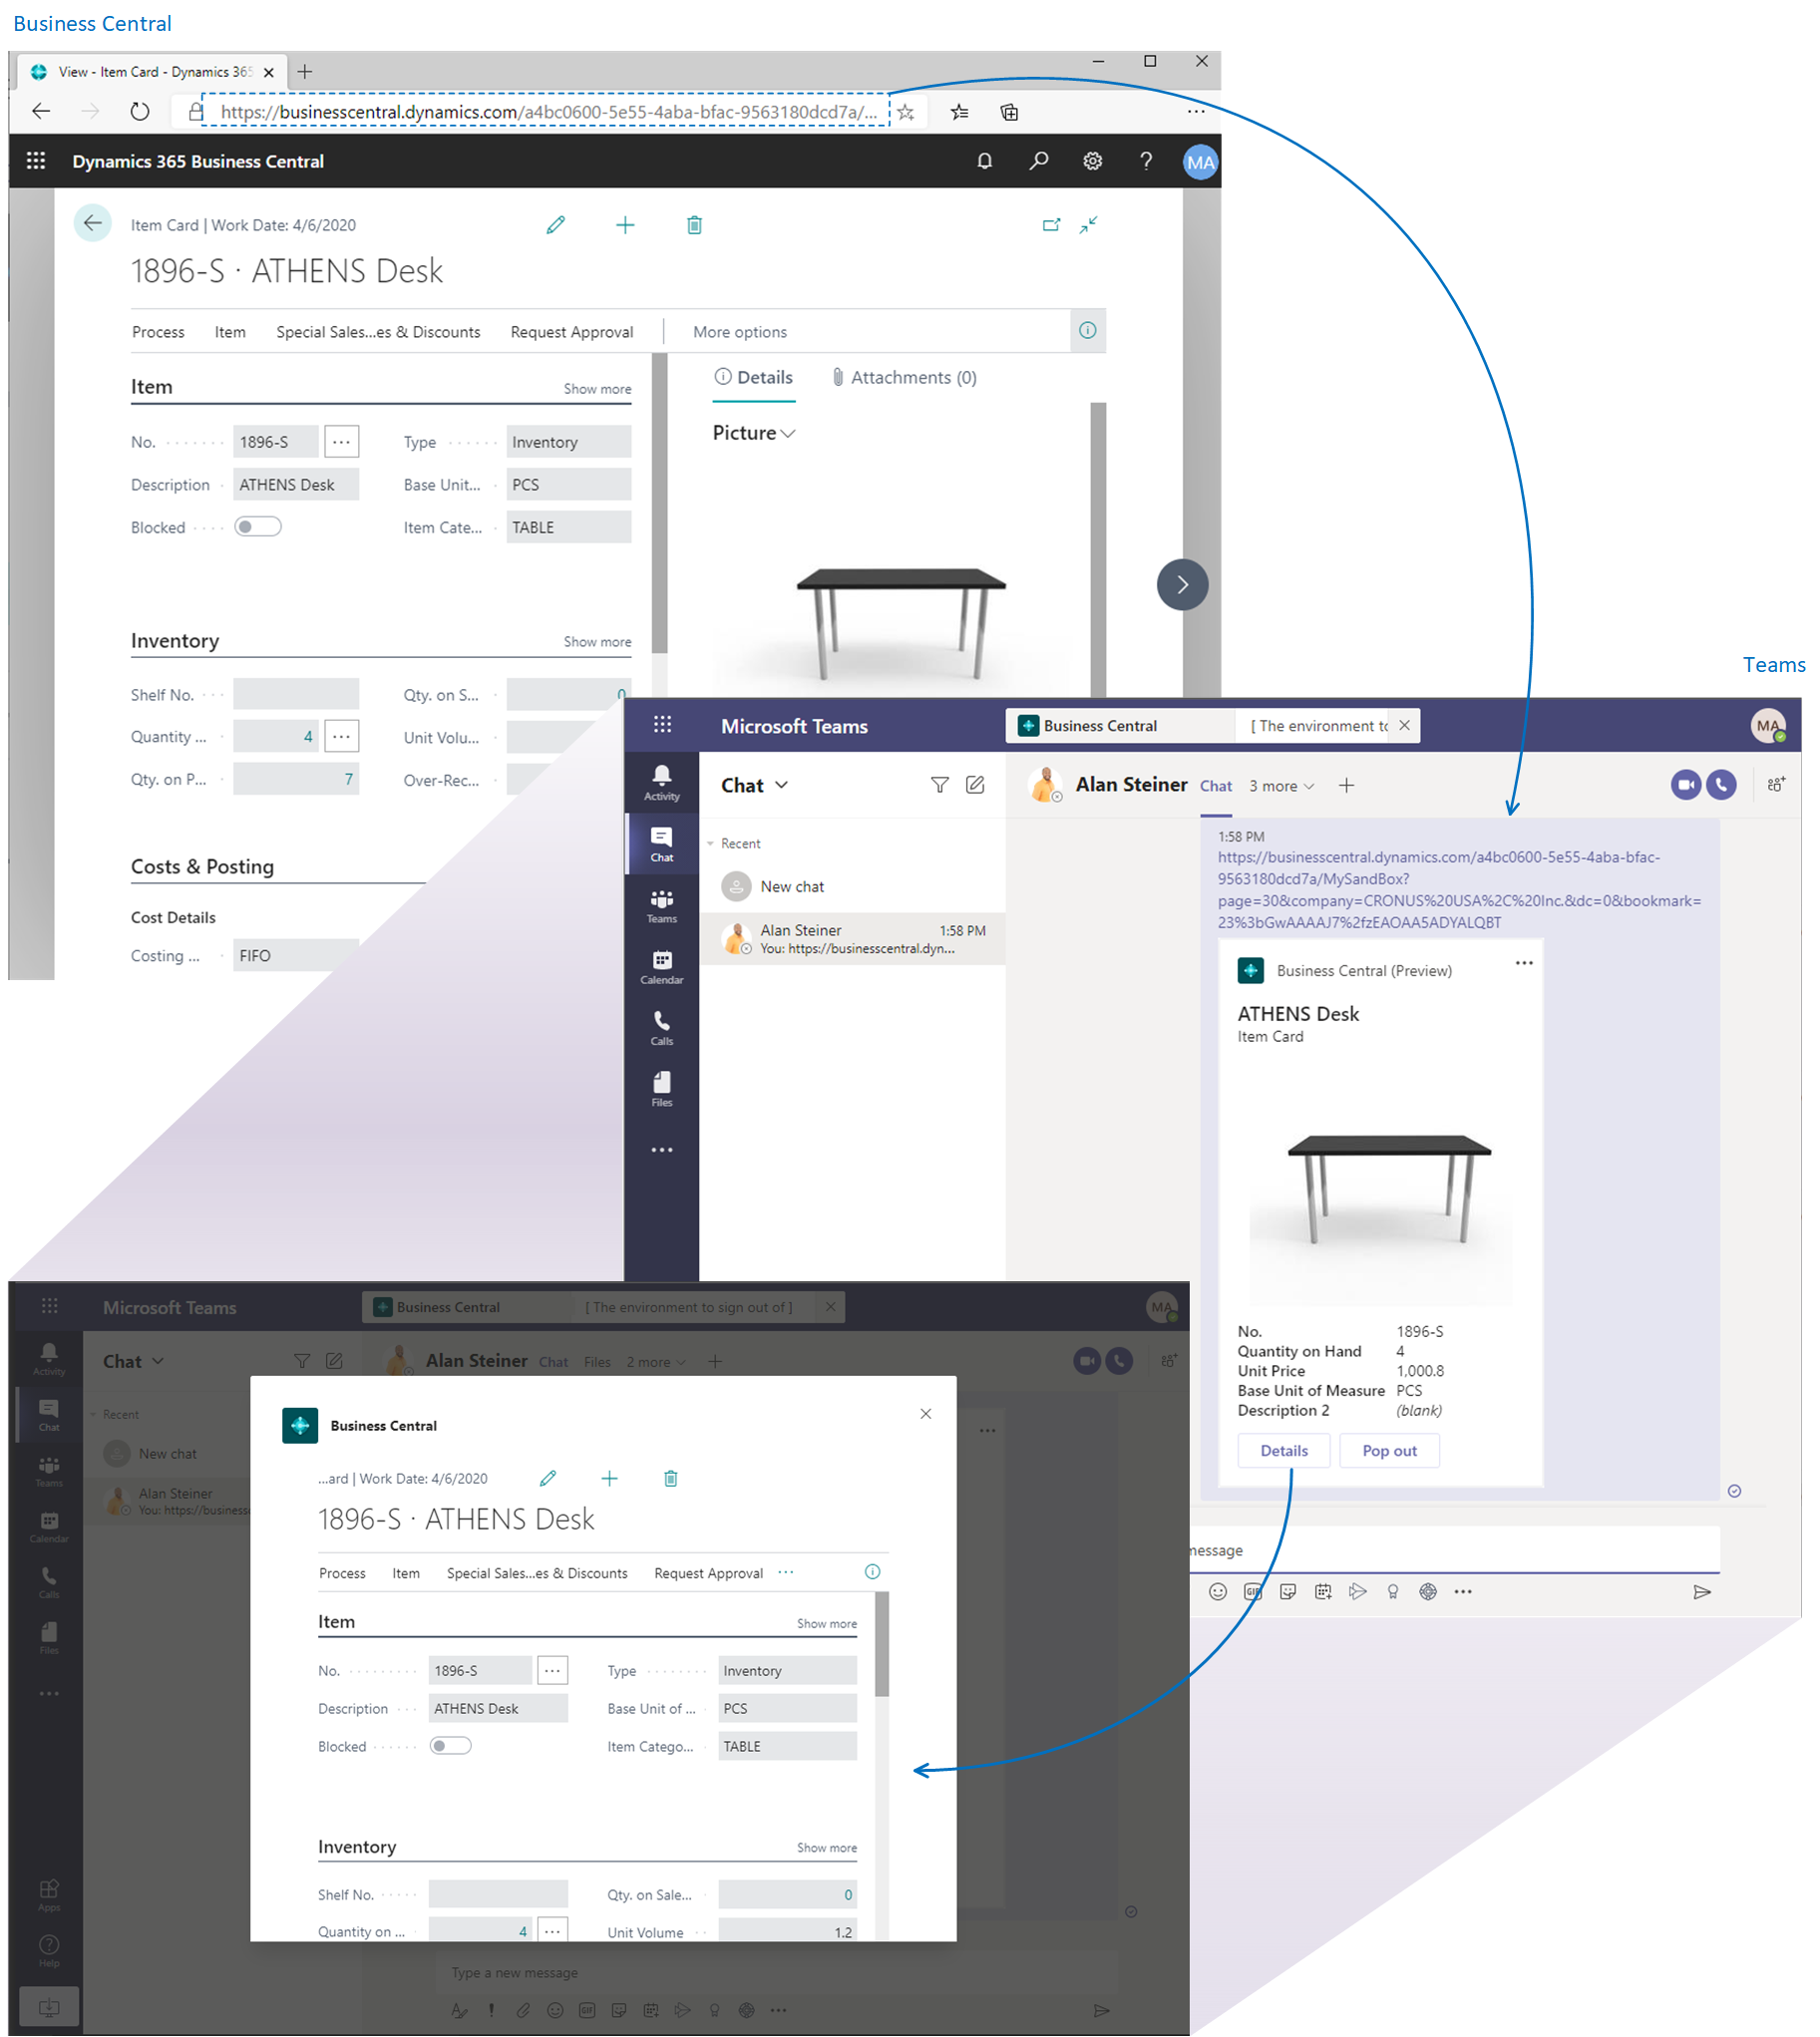 Business Central
View - Item Card - Dynamics 365
https://businesscentral.dynamics.com/a4bc0600-5e55-4aba-bfac-9563180dcd7a/...
Dynamics 365 Business Central
MA
Item Card | Work Date: 4/6/2020
1896-S · ATHENS Desk
Process Item Special Sales...es & Discounts Request Approval More options
Details Attachments (0)
Item Show more
Picture
No. 1896-S Type Inventory
Description ATHENS Desk Base Unit... PCS
Blocked Item Cate... TABLE
Inventory Show more
Shelf No. Qty. on S... 0
Quantity ... 4 Unit Volu...
Qty. on P... 7 Over-Rec...
Costs & Posting
Cost Details
Costing ... FIFO
Teams
Microsoft Teams Business Central [ The environment to MA
Activity
Chat
Teams
Calendar
Calls
Files
Chat
Recent
New chat
Alan Steiner 1:58 PM
You: https://businesscentral.dyn...
Alan Steiner Chat 3 more
1:58 PM
https://businesscentral.dynamics.com/a4bc0600-5e55-4aba-bfac-
9563180dcd7a/MySandBox?
page=30&company=CRONUS%20USA%2C%20Inc.&dc=0&bookmark=
23%3bGwAAAAJ7%2fzEAOAA5ADYALQBT
Business Central (Preview)
ATHENS Desk
Item Card
No. 1896-S
Quantity on Hand 4
Unit Price 1,000.8
Base Unit of Measure PCS
Description 2 (blank)
Details Pop out
message
GIF
Microsoft Teams Business Central [ The environment to sign out of ] MA
Activity
Chat
Teams
Calendar
Calls
Files
Apps
Help
Chat
Recent
New chat
Alan Steiner
You: https://business
Alan Steiner Chat Files 2 more
Business Central
...ard | Work Date: 4/6/2020
1896-S · ATHENS Desk
Process Item Special Sales...es & Discounts Request Approval
Item Show more
No. 1896-S Type Inventory
Description ATHENS Desk Base Unit of ... PCS
Blocked Item Catego... TABLE
Inventory Show more
Shelf No. Qty. on Sale... 0
Quantity on ... 4 Unit Volume 1.2
Type a new message
GIF